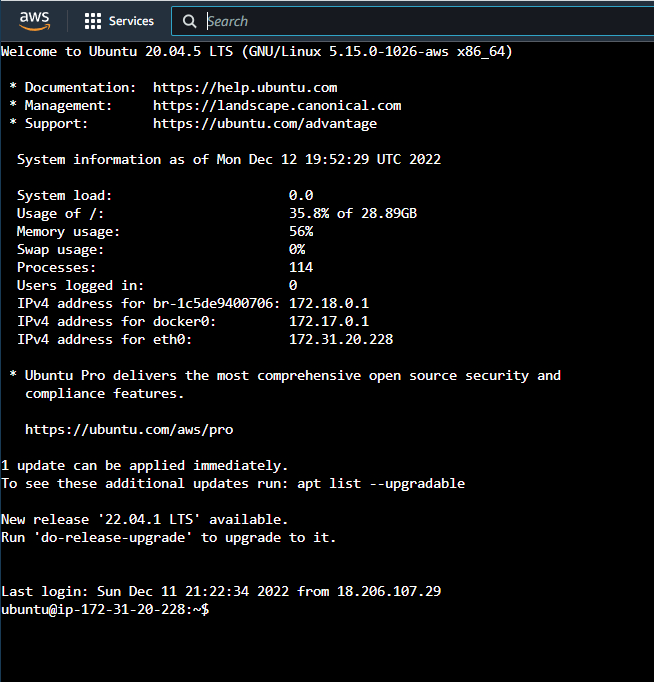 aws
Services
Search
Welcome to Ubuntu 20.04.5 LTS (GNU/Linux 5.15.0-1026-aws x86_64)
* Documentation:  https://help.ubuntu.com
* Management:     https://landscape.canonical.com
* Support:        https://ubuntu.com/advantage
System information as of Mon Dec 12 19:52:29 UTC 2022
System load:                      0.0
Usage of /:                       35.8% of 28.89GB
Memory usage:                     56%
Swap usage:                       0%
Processes:                        114
Users logged in:                  0
IPv4 address for br-1c5de9400706: 172.18.0.1
IPv4 address for docker0:         172.17.0.1
IPv4 address for eth0:            172.31.20.228
* Ubuntu Pro delivers the most comprehensive open source security and
compliance features.
https://ubuntu.com/aws/pro
1 update can be applied immediately.
To see these additional updates run: apt list --upgradable
New release '22.04.1 LTS' available.
Run 'do-release-upgrade' to upgrade to it.
Last login: Sun Dec 11 21:22:34 2022 from 18.206.107.29
ubuntu@ip-172-31-20-228:~$